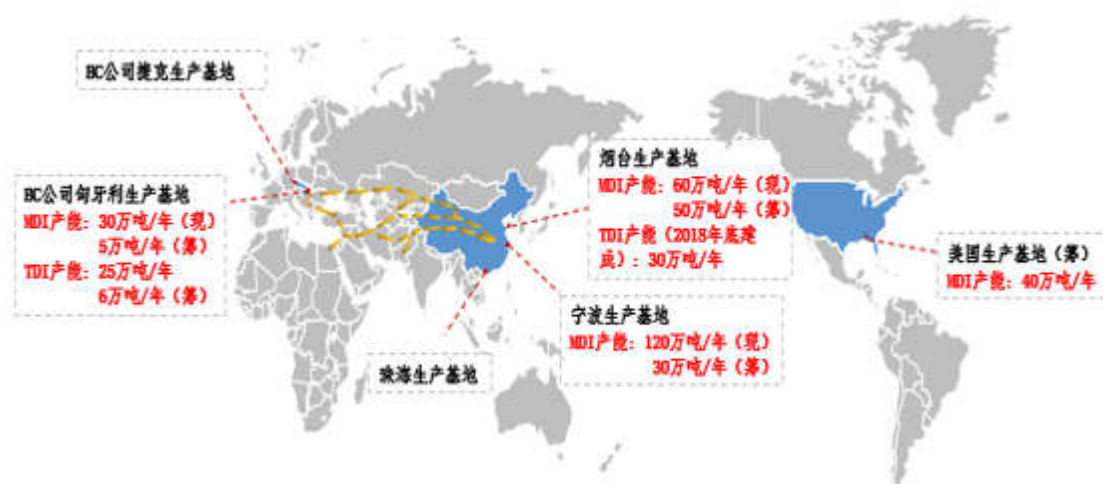 BC公司捷克生产基地
BC公司匈牙利生产基地
MDI产能：30万吨/年（现）
5万吨/年（筹）
TDI产能：25万吨/年
6万吨/年（筹）
珠海生产基地
烟台生产基地
MDI产能：60万吨/年（现）
50万吨/年（筹）
TDI产能（2018年底建
成）：30万吨/年
宁波生产基地
MDI产能：120万吨/年（现）
30万吨/年（筹）
美国生产基地（筹）
MDI产能：40万吨/年